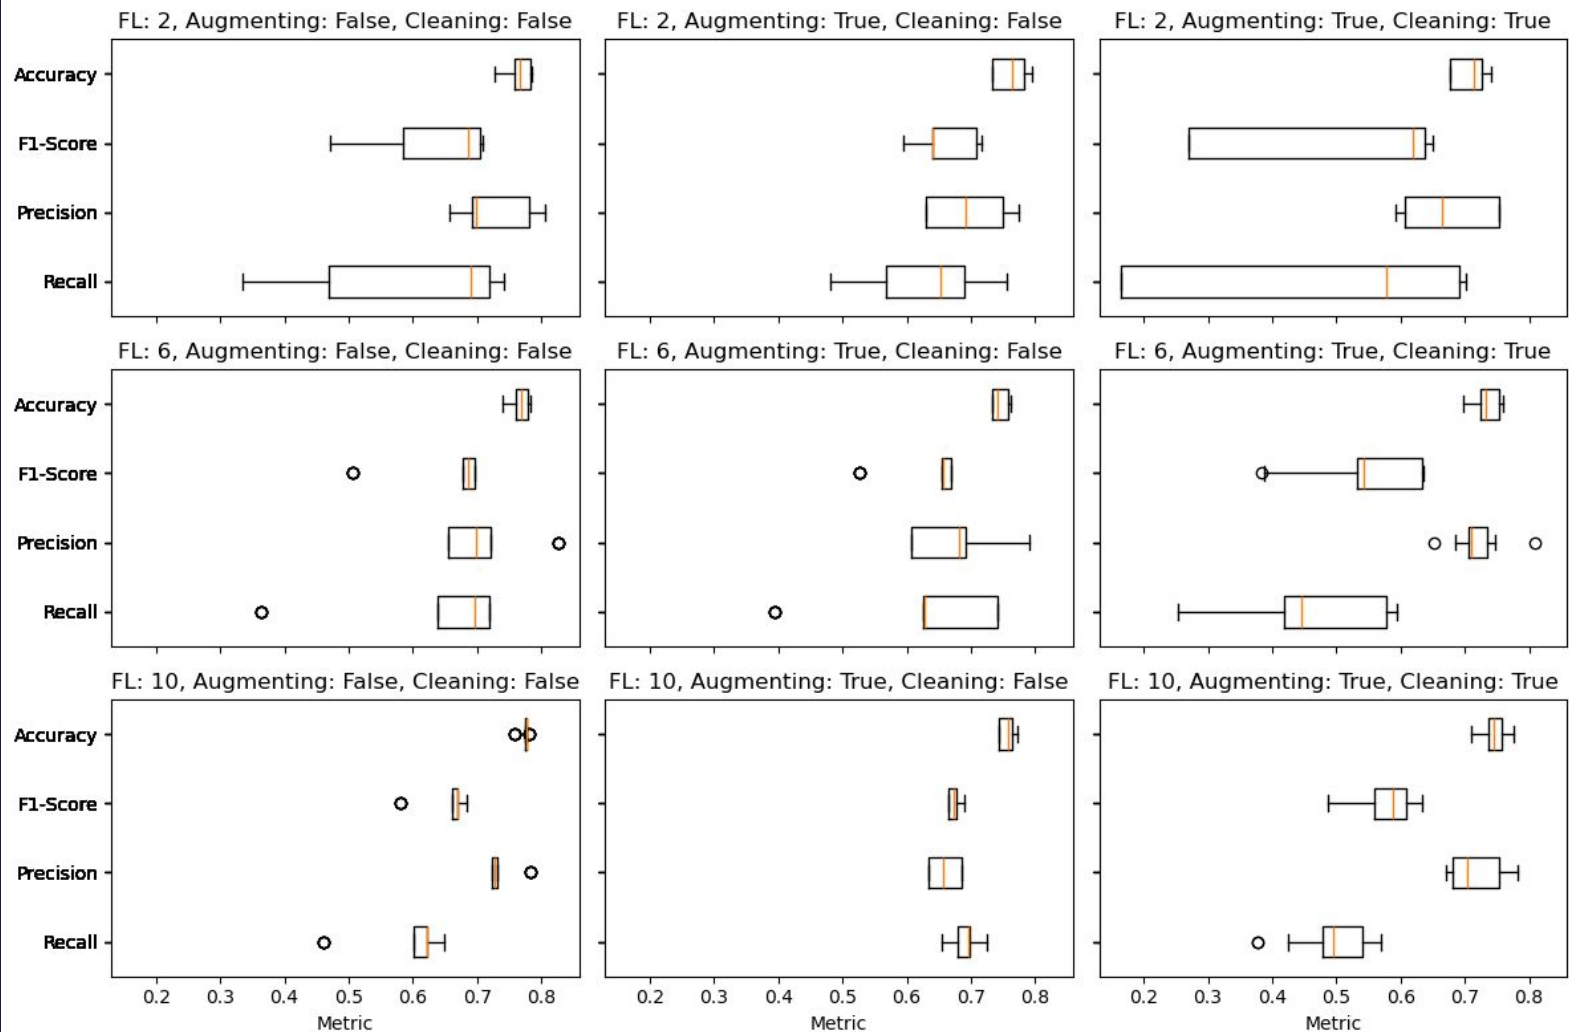 FL: 2, Augmenting: False, Cleaning: False
FL: 2, Augmenting: True, Cleaning: False
FL: 2, Augmenting: True, Cleaning: True
Accuracy
F1-Score
Precision
Recall
FL: 6, Augmenting: False, Cleaning: False
FL: 6, Augmenting: True, Cleaning: False
FL: 6, Augmenting: True, Cleaning: True
Accuracy
F1-Score
Precision
Recall
FL: 10, Augmenting: False, Cleaning: False
FL: 10, Augmenting: True, Cleaning: False
FL: 10, Augmenting: True, Cleaning: True
Accuracy
F1-Score
Precision
Recall
0.2 0.3 0.4 0.5 0.6 0.7 0.8
Metric
0.2 0.3 0.4 0.5 0.6 0.7 0.8
Metric
0.2 0.3 0.4 0.5 0.6 0.7 0.8
Metric